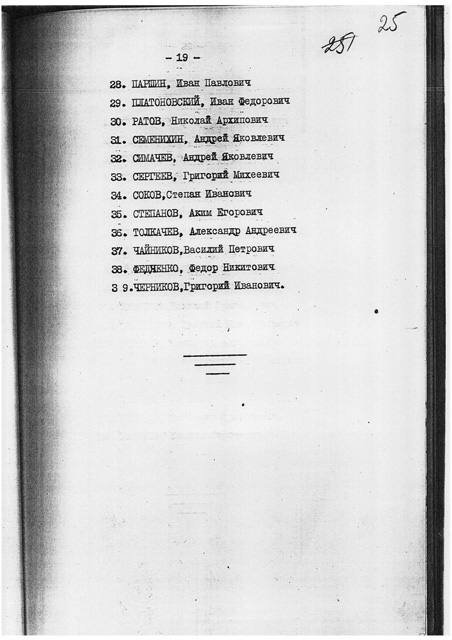 25
251
- 19 -
28. ПАРШИН, Иван Павлович
29. ПЛАТОНОВСКИЙ, Иван Федорович
30. РАТОВ, Николай Архипович
31. СЕМЕНИХИН, Андрей Яковлевич
32. СИМАЧЕВ, Андрей Яковлевич
33. СЕРГЕЕВ, Григорий Михеевич
34. СОКОВ,Степан Иванович
35. СТЕПАНОВ, Аким Егорович
36. ТОЛКАЧЕВ, Александр Андреевич
37. ЧАЙНИКОВ,Василий Петрович
38. ФЕДЯЕНКО, Федор Никитович
3 9.ЧЕРНИКОВ,Григорий Иванович.